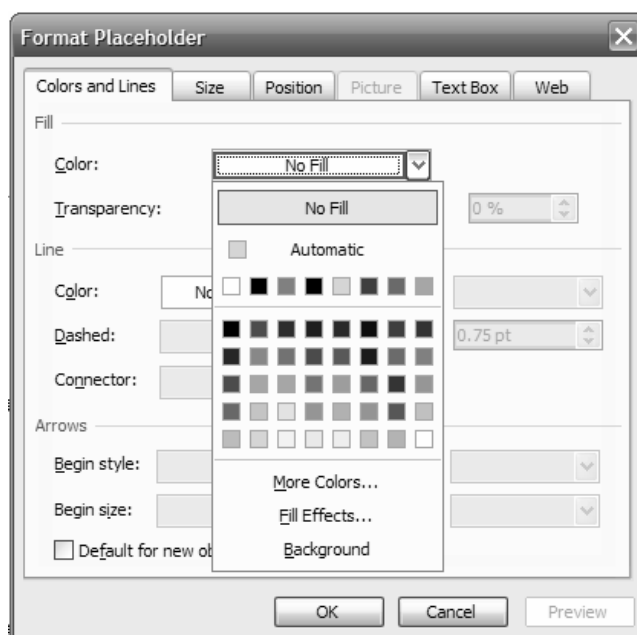 Format Placeholder
Colors and Lines Size Position Picture Text Box Web
Fill
Color: No Fill
No Fill
Transparency: 0 %
Automatic
Line
Color: No
Dashed: 0.75 pt
Connector:
Arrows
Begin style:
More Colors...
Begin size:
Fill Effects...
Default for new ob
Background
OK Cancel Preview